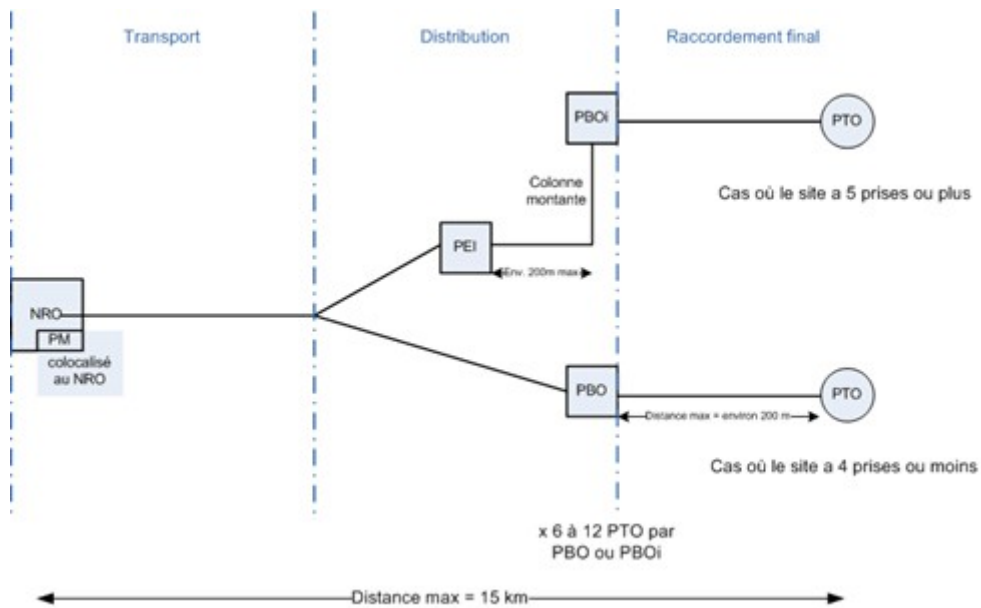 Transport
Distribution
Raccordement final
PBOi
PTO
Colonne
montante
Cas où le site a 5 prises ou plus
PEI
Env. 200m max
NRO
PM
colocalisé
au NRO
PBO
PTO
Distance max = environ 200 m
Cas où le site a 4 prises ou moins
x 6 à 12 PTO par
PBO ou PBOi
Distance max = 15 km